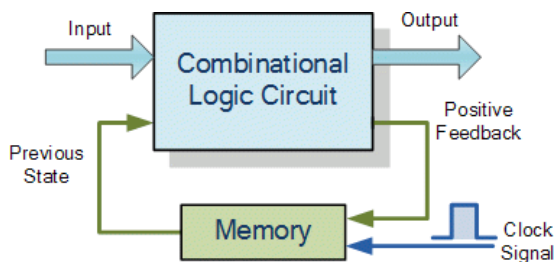 Input
Output
Combinational
Logic Circuit
Positive
Feedback
Previous
State
Memory
Clock
Signal